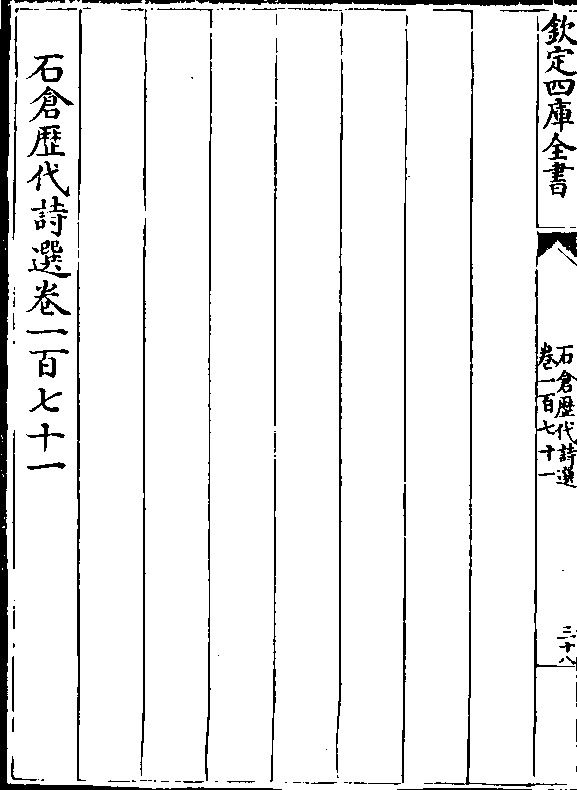 欽定四庫全書
石倉歷代詩選
卷一百七十一
三十八
石倉歷代詩選卷一百七十一